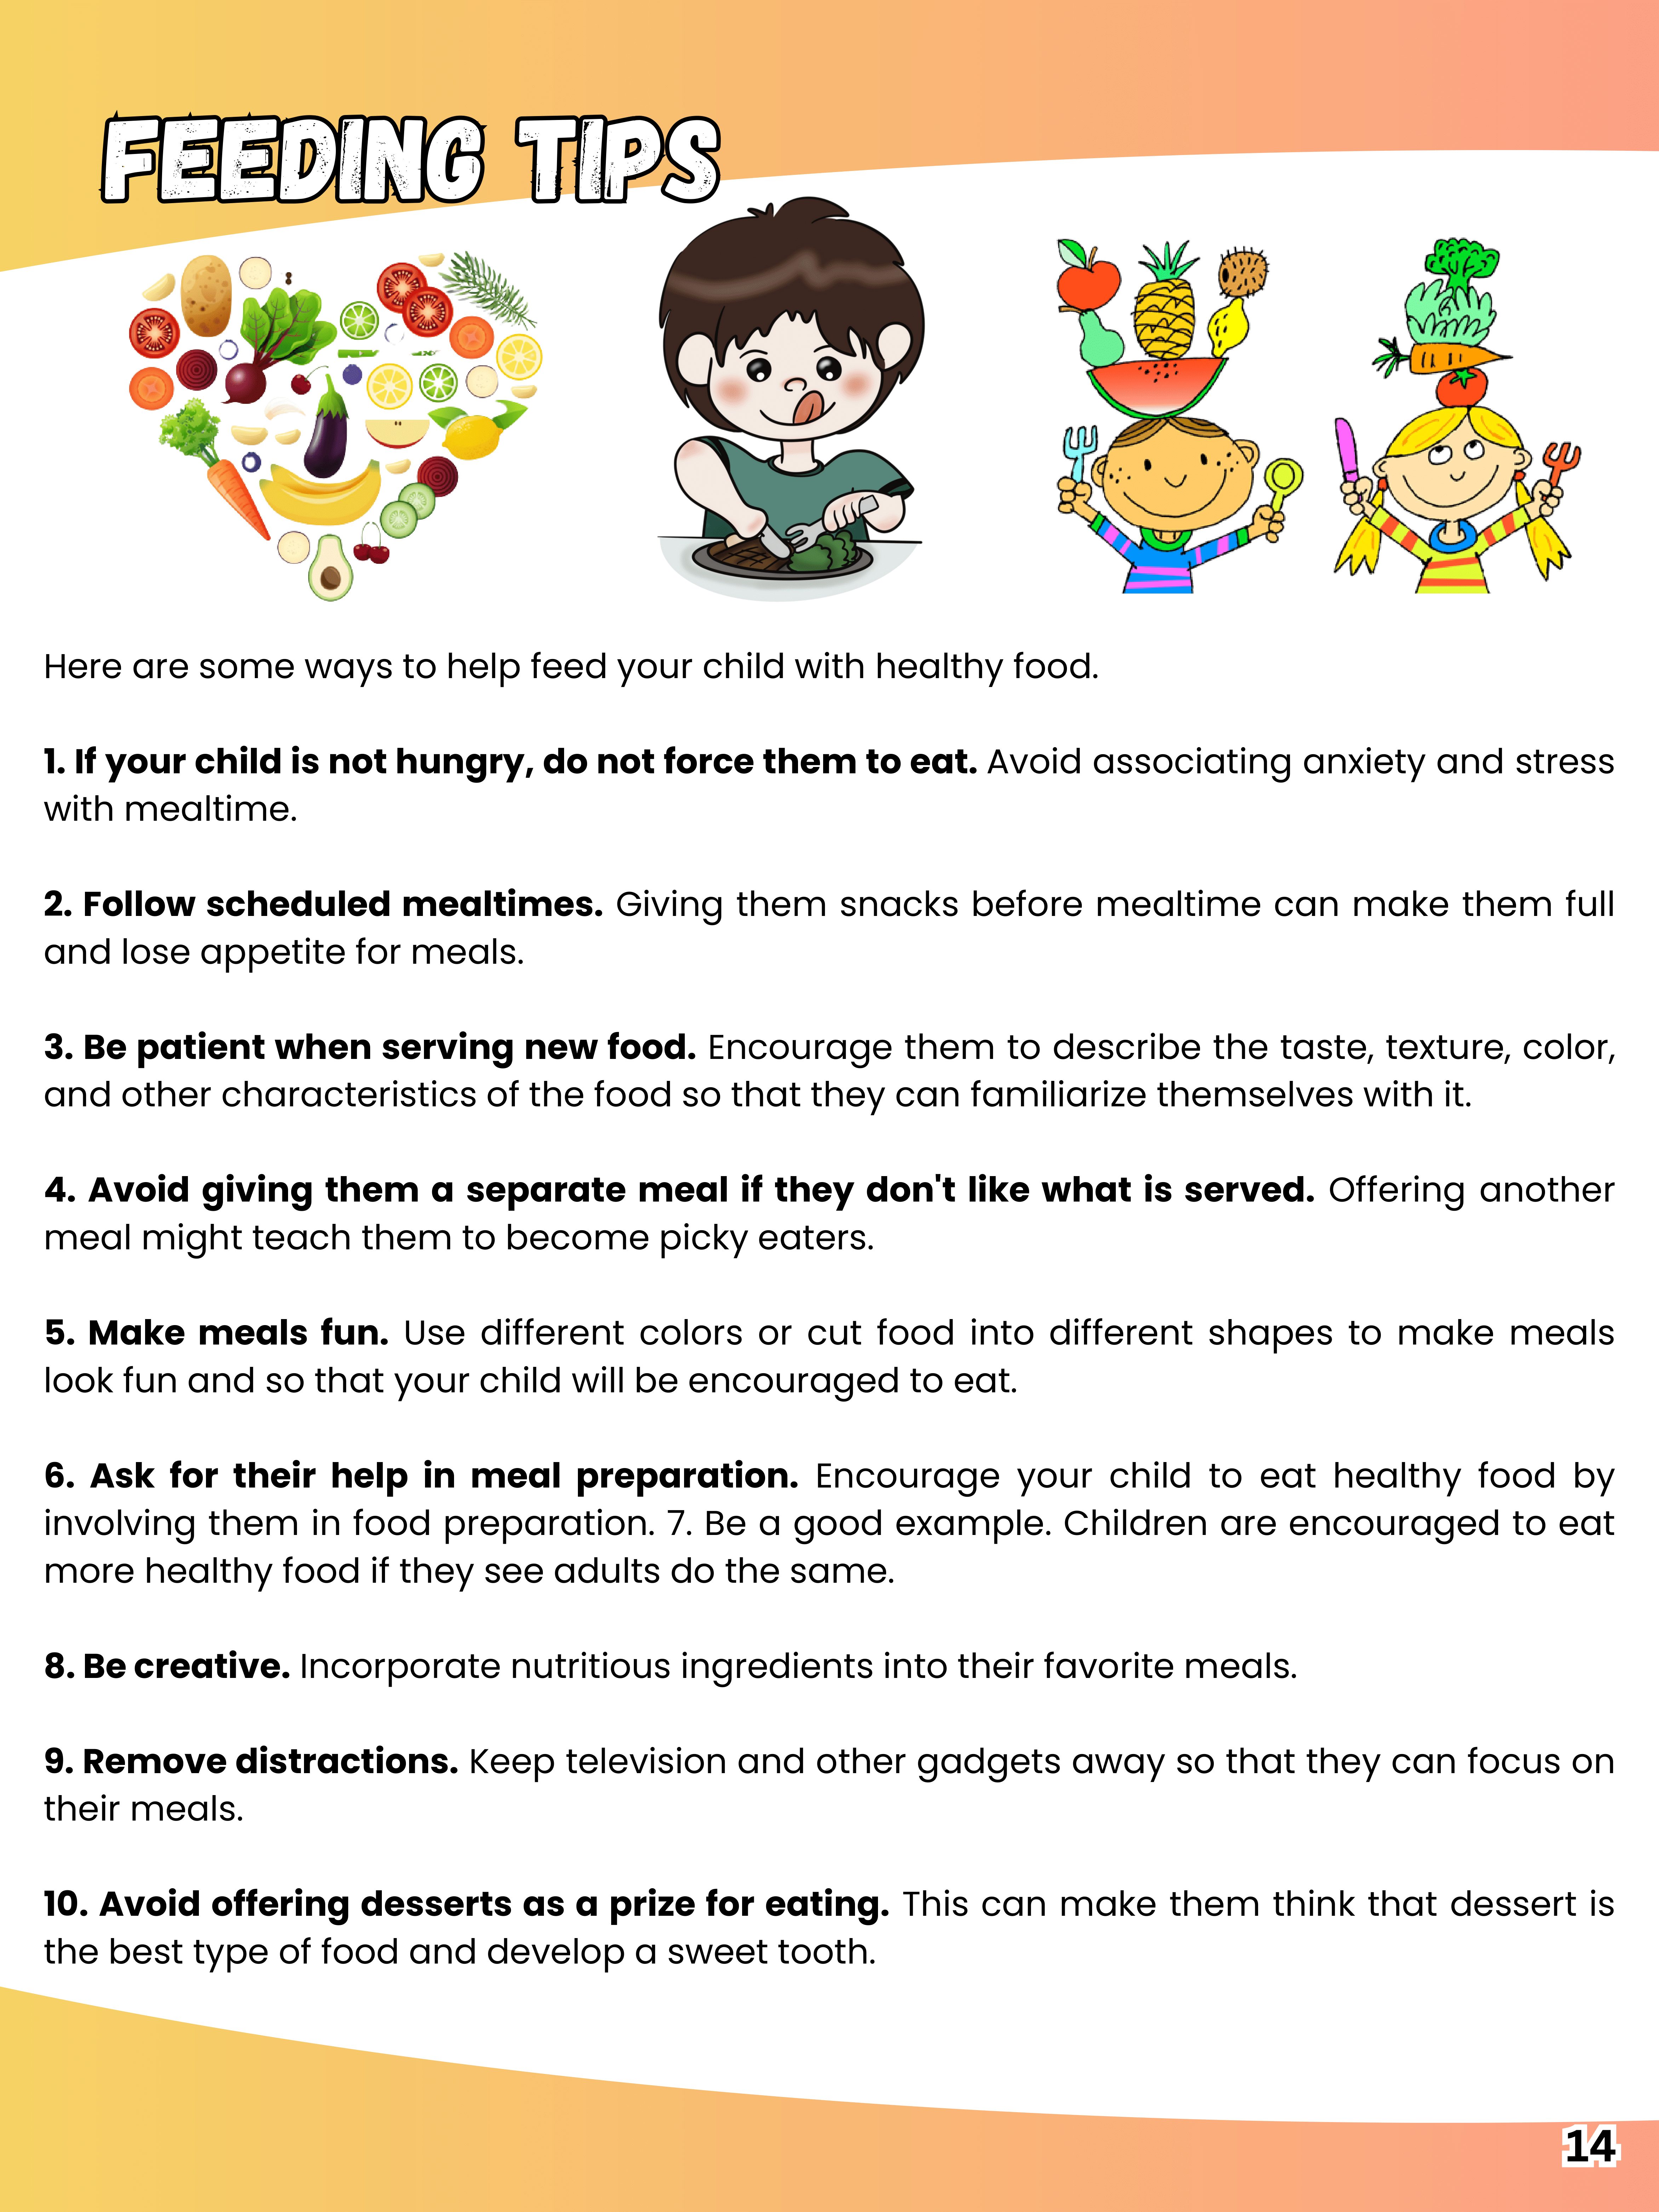 FEEDING TIPS
Here are some ways to help feed your child with healthy food.
1. If your child is not hungry, do not force them to eat. Avoid associating anxiety and stress
with mealtime.
2. Follow scheduled mealtimes. Giving them snacks before mealtime can make them full
and lose appetite for meals.
3. Be patient when serving new food. Encourage them to describe the taste, texture, color,
and other characteristics of the food so that they can familiarize themselves with it.
4. Avoid giving them a separate meal if they don't like what is served. Offering another
meal might teach them to become picky eaters.
5. Make meals fun. Use different colors or cut food into different shapes to make meals
look fun and so that your child will be encouraged to eat.
6. Ask for their help in meal preparation. Encourage your child to eat healthy food by
involving them in food preparation. 7. Be a good example. Children are encouraged to eat
more healthy food if they see adults do the same.
8. Be creative. Incorporate nutritious ingredients into their favorite meals.
9. Remove distractions. Keep television and other gadgets away so that they can focus on
their meals.
10. Avoid offering desserts as a prize for eating. This can make them think that dessert is
the best type of food and develop a sweet tooth.
14